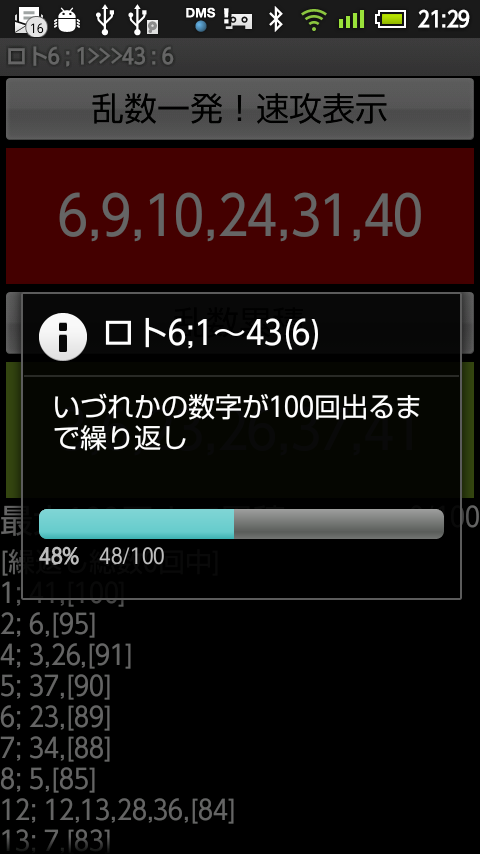 16
DMS
21:29
ロト6 ; 1>>>43 : 6
乱数一発！速攻表示
6,9,10,24,31,40
ロト6;1～43(6)
いづれかの数字が100回出るま
で繰り返し
48% 48/100
1; 41,[100]
2; 6,[95]
4; 3,26,[91]
5; 37,[90]
6; 23,[89]
7; 34,[88]
8; 5,[85]
12; 12,13,28,36,[84]
13; 7,[83]